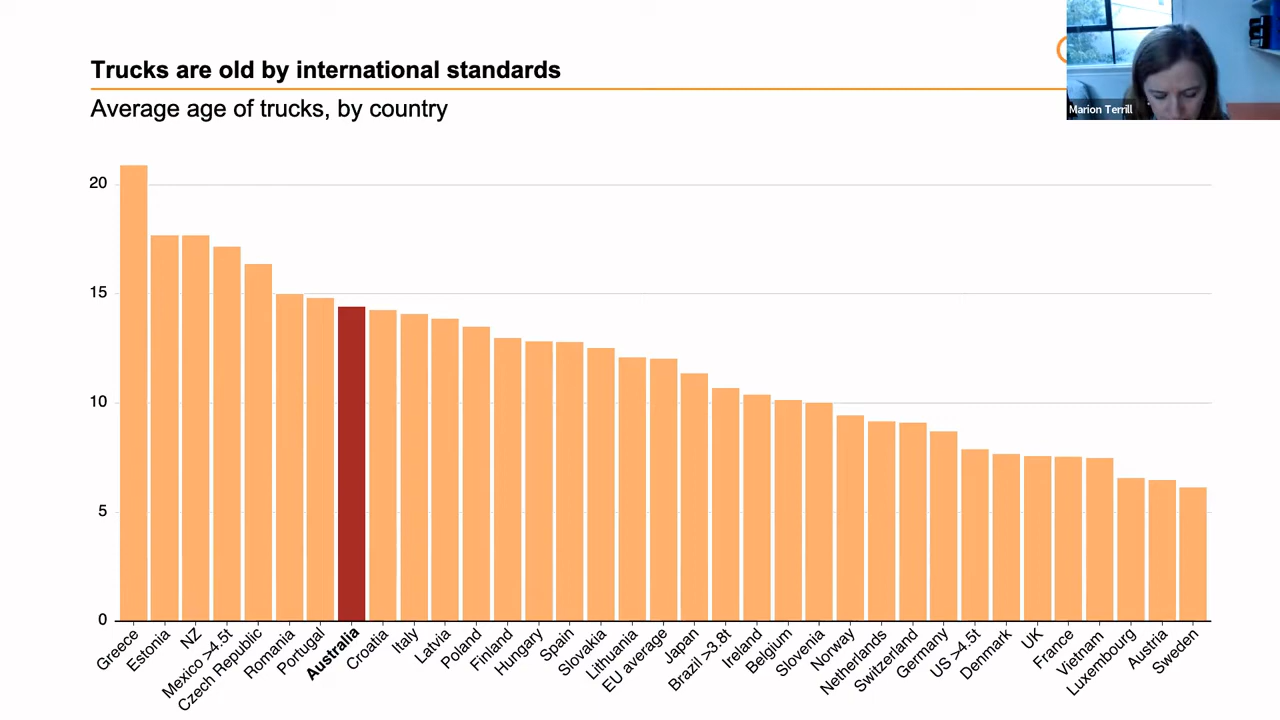 Trucks are old by international standards
Average age of trucks, by country
Marion Terrill
20
15
10
5
0
Greece
Estonia
NZ
Mexico >4.5t
Czech Republic
Romania
Portugal
Australia
Croatia
Italy
Latvia
Poland
Finland
Hungary
Spain
Slovakia
Lithuania
EU average
Japan
Brazil >3.8t
Ireland
Belgium
Slovenia
Norway
Netherlands
Switzerland
Germany
US >4.5t
Denmark
UK
France
Vietnam
Luxembourg
Austria
Sweden